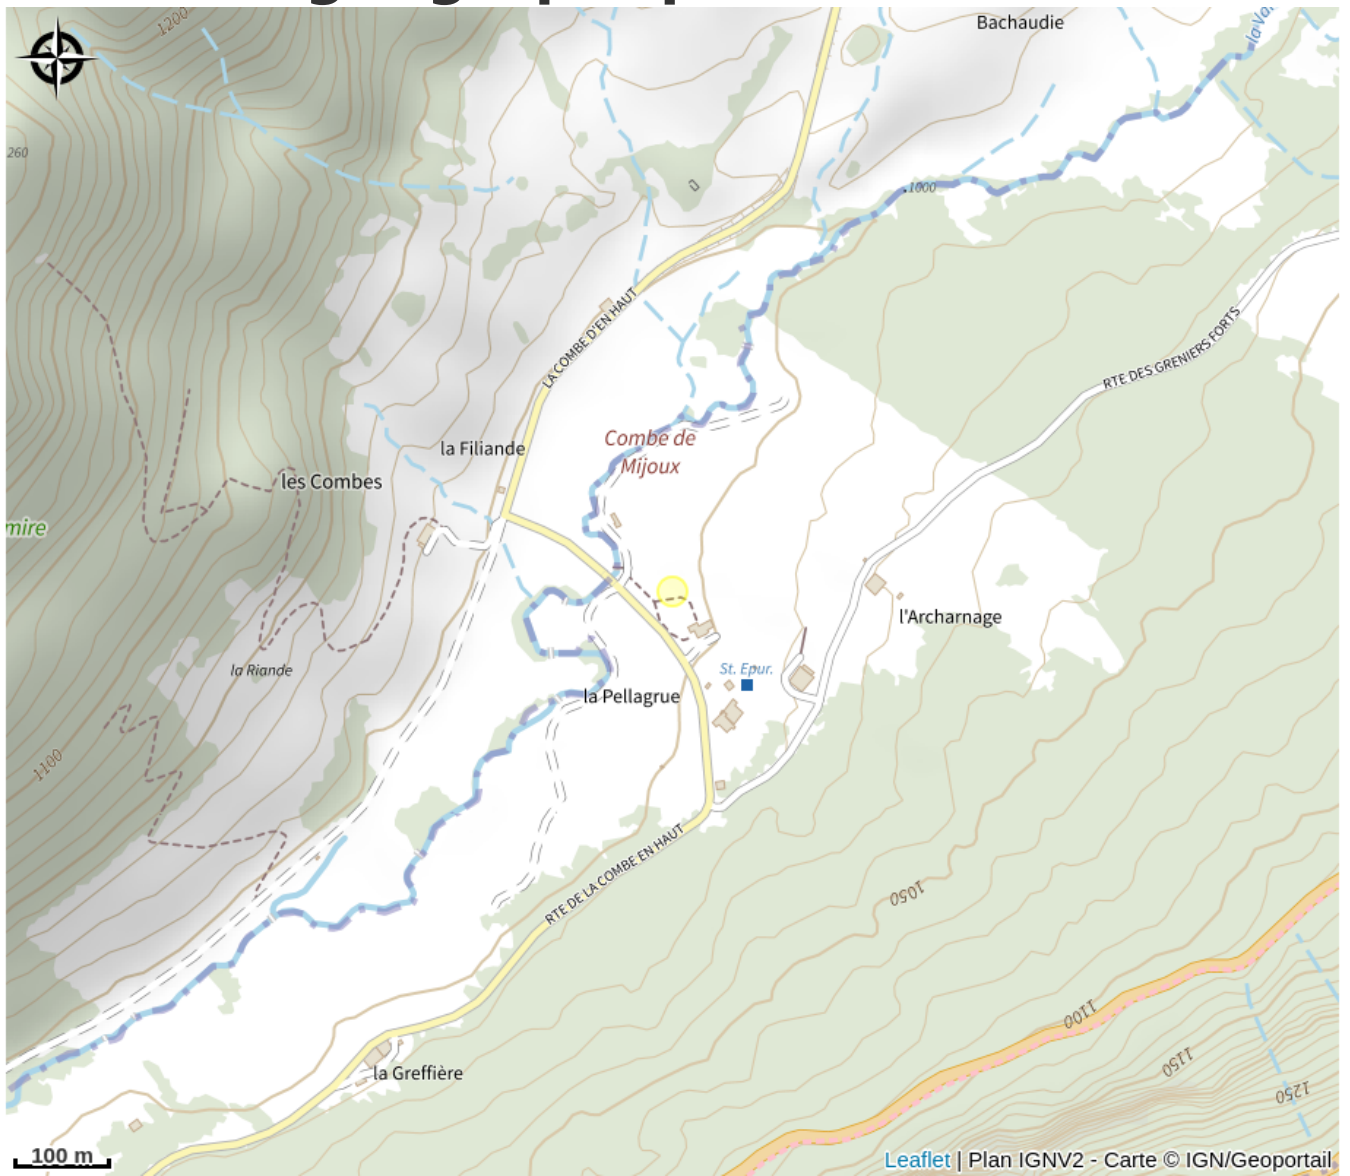 1200
Bachaudie
260
1000
LA COMBE D'EN HAUT
RTE DES GRENIERS FORTS
Combe de
Mijoux
la Filiande
les Combes
mire
l'Archarnage
la Riande
St. Epur.
la Pellagrue
1100
RTE DE LA COMBE EN HAUT
1050
1100
1150
la Greffière
1250
100 m
Leaflet | Plan IGNV2 - Carte © IGN/Geoportail